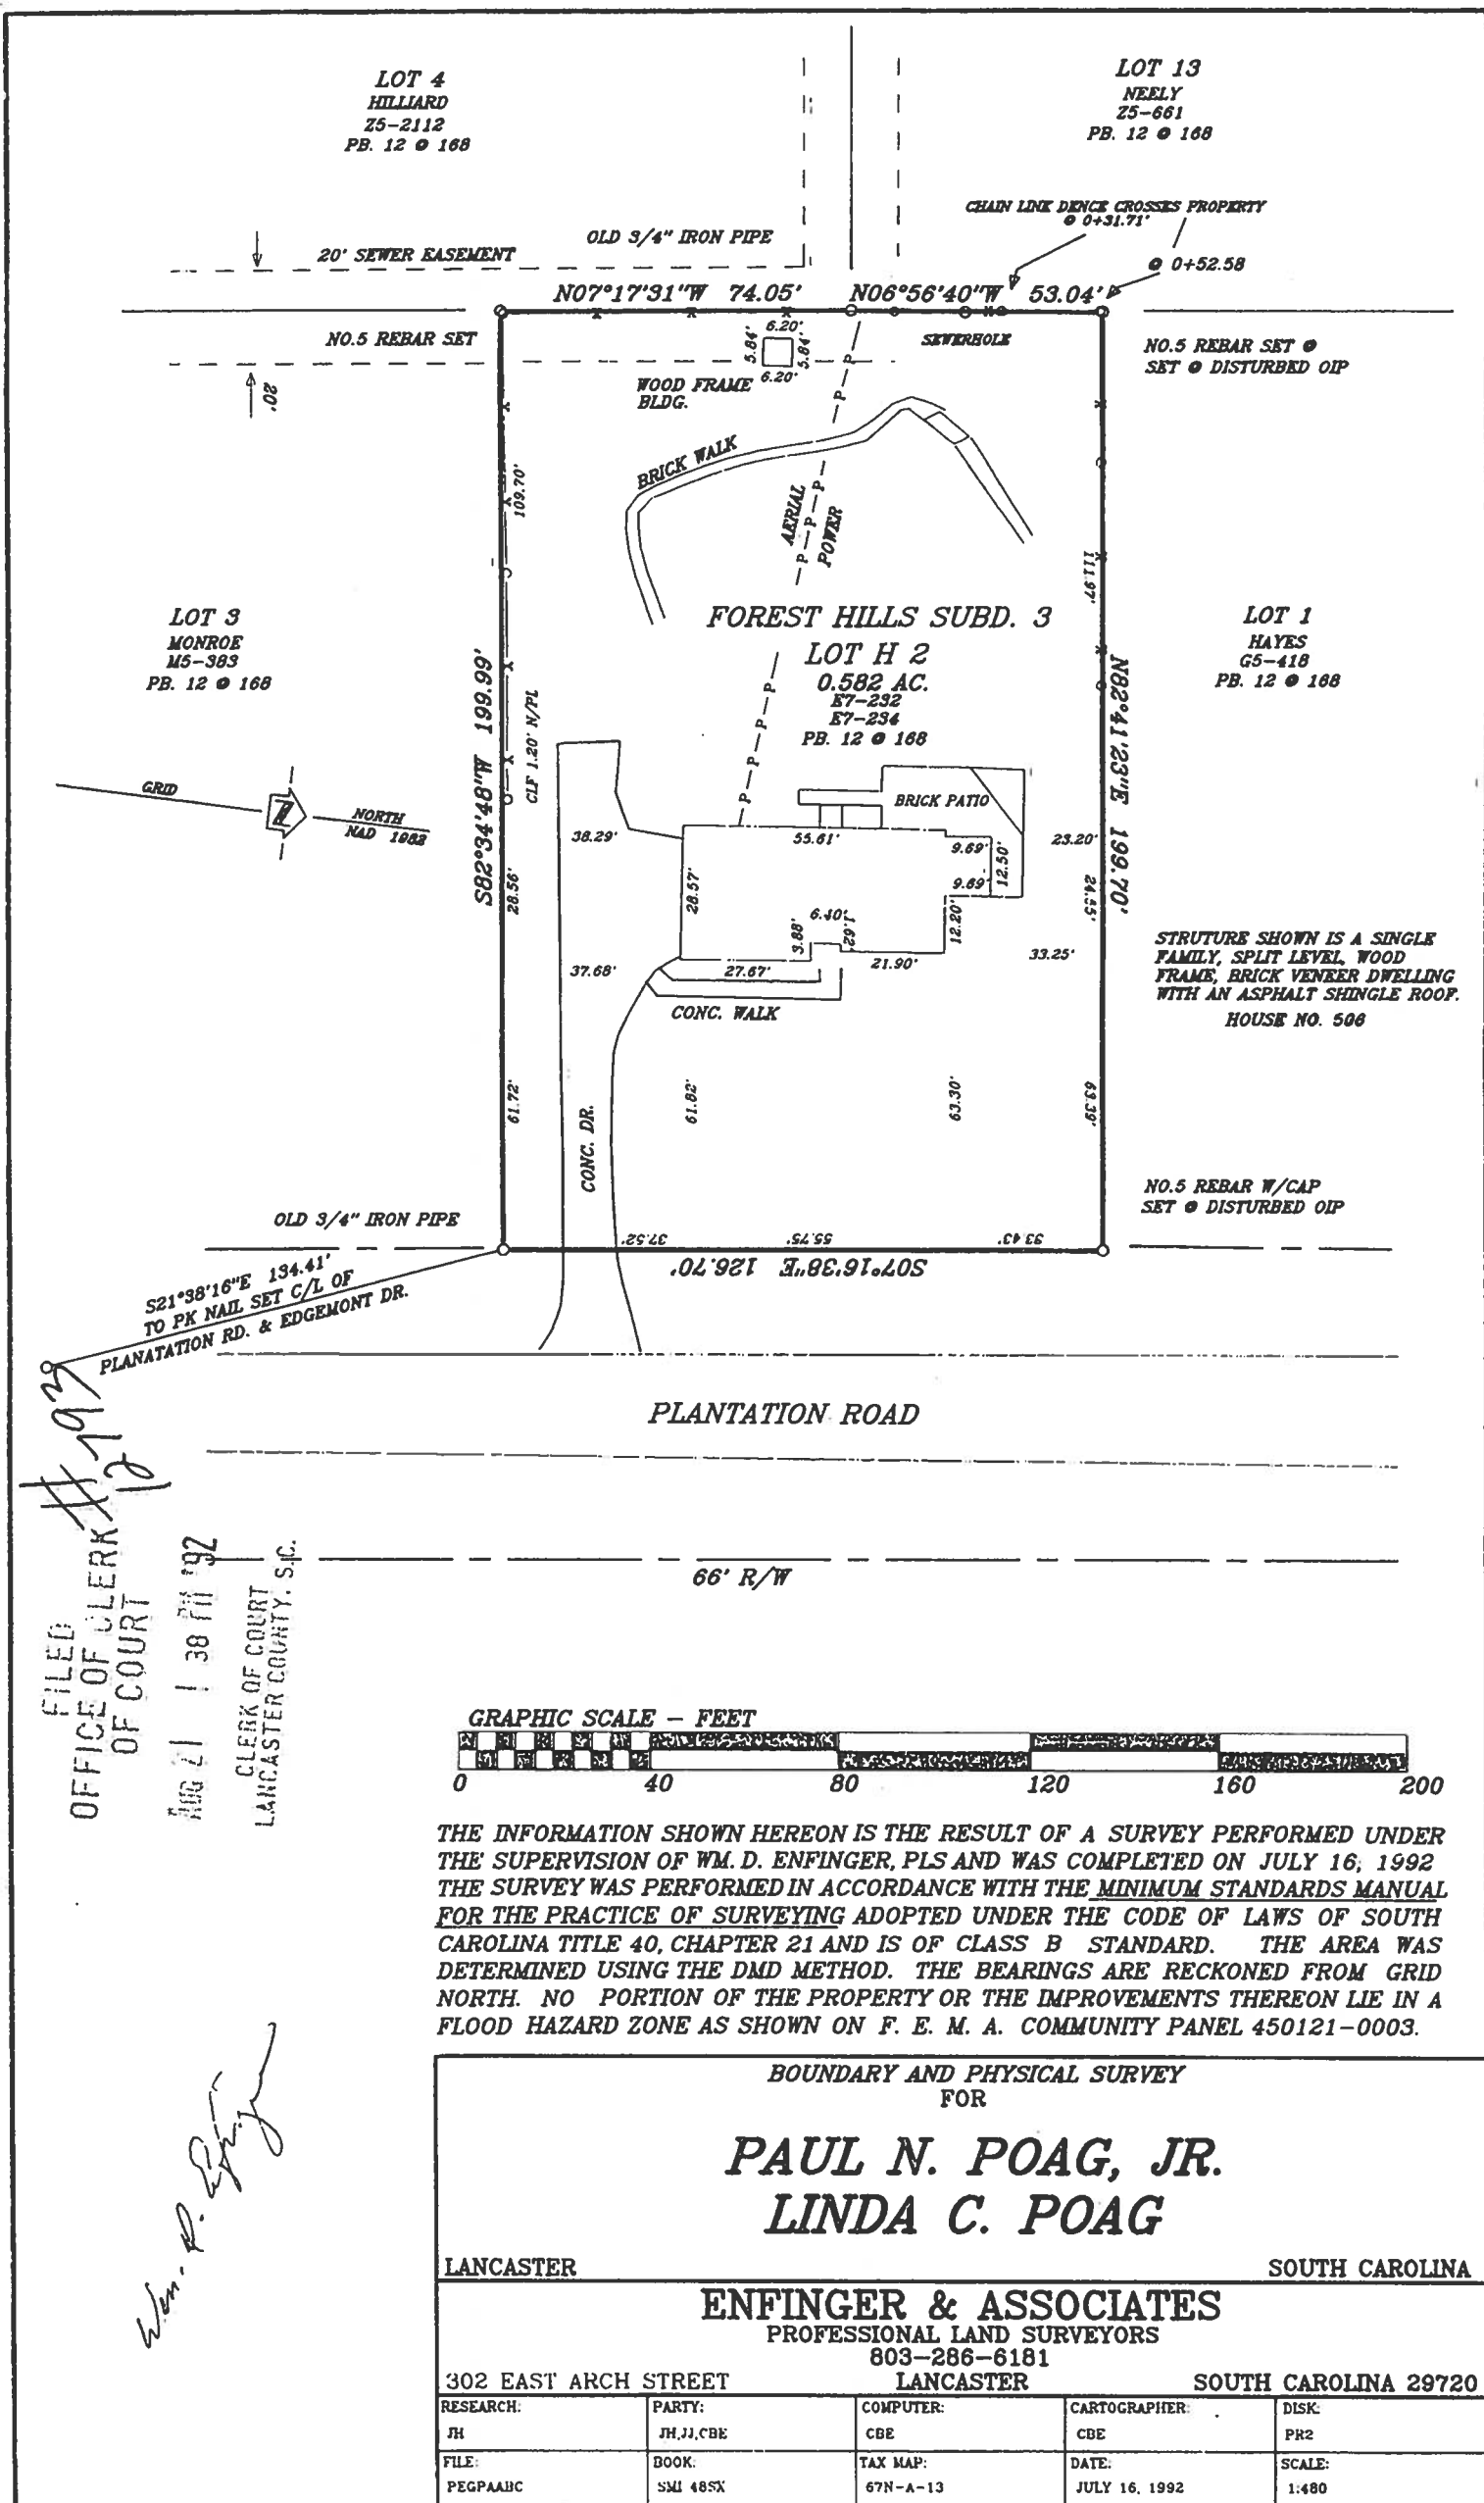 LOT 4
HILLIARD
Z5-2112
PB. 12 @ 168
LOT 13
NEELY
Z5-661
PB. 12 @ 168
CHAIN LINK DENCE CROSSES PROPERTY
@ 0+31.71'
@ 0+52.58
OLD 3/4" IRON PIPE
20' SEWER EASEMENT
N07°17'31"W 74.05'
N06°56'40"W 53.04'
NO.5 REBAR SET
20'
6.20'
5.84'
5.84'
6.20'
WOOD FRAME
BLDG.
SEWERHOLE
NO.5 REBAR SET @
SET @ DISTURBED OIP
BRICK WALK
109.70'
AERIAL
P—P—P
POWER
111.97'
LOT 3
MONROE
M5-383
PB. 12 @ 168
FOREST HILLS SUBD. 3
LOT H 2
0.582 AC.
E7-232
E7-234
PB. 12 @ 168
LOT 1
HAYES
G5-418
PB. 12 @ 168
S82°34'48"W 199.99'
CLF 1.20' N/PL
N82°41'23"E 199.70'
GRID
N
NORTH
NAD 1983
BRICK PATIO
38.29'
55.61'
9.69'
12.50'
23.20'
28.56'
28.57'
9.69'
24.55'
6.40'
1.62'
3.88'
12.20'
37.68'
27.67'
21.90'
33.25'
CONC. WALK
STRUTURE SHOWN IS A SINGLE
FAMILY, SPLIT LEVEL, WOOD
FRAME, BRICK VENEER DWELLING
WITH AN ASPHALT SHINGLE ROOF.
HOUSE NO. 506
61.72'
CONC. DR.
61.82'
63.30'
63.39'
NO.5 REBAR W/CAP
SET @ DISTURBED OIP
OLD 3/4" IRON PIPE
37.52'
55.75'
33.43'
S07°16'38"E 126.70'
S21°38'16"E 134.41'
TO PK NAIL SET C/L OF
PLANATATION RD. & EDGEMONT DR.
PLANTATION ROAD
66' R/W
FILED
OFFICE OF CLERK
OF COURT
AUG 21 1 38 PM '92
CLERK OF COURT
LANCASTER COUNTY, S.C.
GRAPHIC SCALE - FEET
0 40 80 120 160 200
THE INFORMATION SHOWN HEREON IS THE RESULT OF A SURVEY PERFORMED UNDER
THE SUPERVISION OF WM. D. ENFINGER, PLS AND WAS COMPLETED ON JULY 16, 1992
THE SURVEY WAS PERFORMED IN ACCORDANCE WITH THE MINIMUM STANDARDS MANUAL
FOR THE PRACTICE OF SURVEYING ADOPTED UNDER THE CODE OF LAWS OF SOUTH
CAROLINA TITLE 40, CHAPTER 21 AND IS OF CLASS B STANDARD. THE AREA WAS
DETERMINED USING THE DMD METHOD. THE BEARINGS ARE RECKONED FROM GRID
NORTH. NO PORTION OF THE PROPERTY OR THE IMPROVEMENTS THEREON LIE IN A
FLOOD HAZARD ZONE AS SHOWN ON F. E. M. A. COMMUNITY PANEL 450121-0003.
BOUNDARY AND PHYSICAL SURVEY
FOR
PAUL N. POAG, JR.
LINDA C. POAG
LANCASTER SOUTH CAROLINA
ENFINGER & ASSOCIATES
PROFESSIONAL LAND SURVEYORS
803-286-6181
302 EAST ARCH STREET LANCASTER SOUTH CAROLINA 29720
RESEARCH: PARTY: COMPUTER: CARTOGRAPHER: DISK:
JH JH,JJ,CBE CBE CBE PR2
FILE: BOOK: TAX MAP: DATE: SCALE:
PEGPAABC SMI 48SX 67N-A-13 JULY 16, 1992 1:480